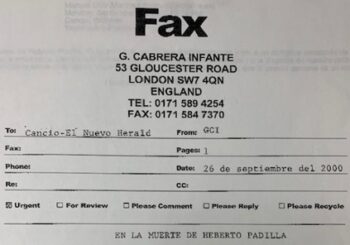 Fax
G. CABRERA INFANTE
53 GLOUCESTER ROAD
LONDON SW7 4QN
ENGLAND
TEL: 0171 589 4254
FAX: 0171 584 7370
To: Cancio-El Nuevo Herald From: GCI
Fax: Pages: 1
Phone: Date: 26 de septiembre del 2000
Re: CC:
☒ Urgent ☐ For Review ☐ Please Comment ☐ Please Reply ☐ Please Recycle
EN LA MUERTE DE HEBERTO PADILLA